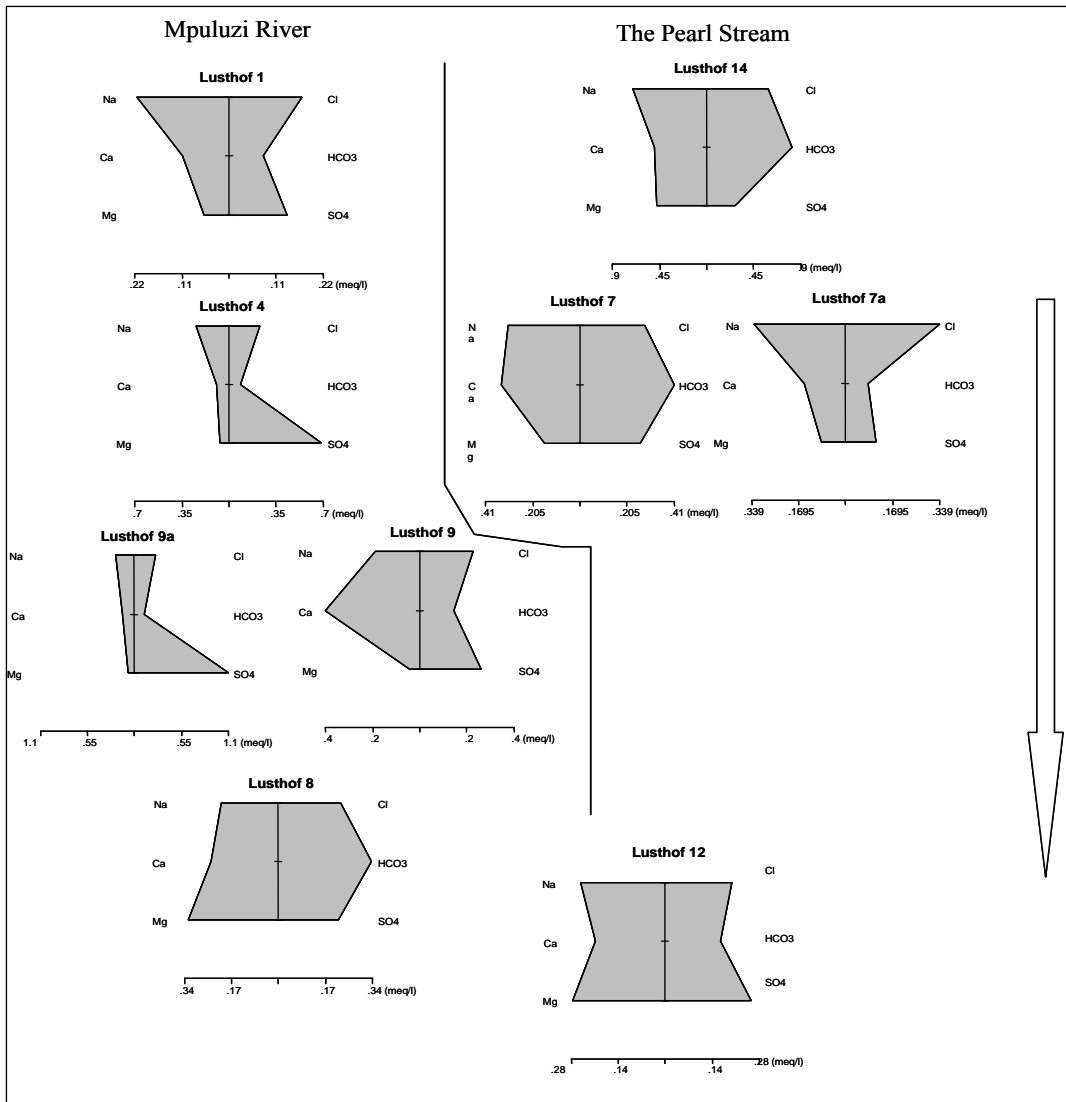 Mpuluzi River
The Pearl Stream
Lusthof 1
Na Cl
Ca HCO3
Mg SO4
.22 .11 .11 .22 (meq/l)
Lusthof 14
Na Cl
Ca HCO3
Mg SO4
.9 .45 .45 .9 (meq/l)
Lusthof 4
Na Cl
Ca HCO3
Mg SO4
.7 .35 .35 .7 (meq/l)
Lusthof 7
N
a
Cl
C
a
HCO3
M
g
SO4
.41 .205 .205 .41 (meq/l)
Lusthof 7a
Na Cl
Ca HCO3
Mg SO4
.339 .1695 .1695 .339 (meq/l)
Lusthof 9a
Na Cl
Ca HCO3
Mg SO4
1.1 .55 .55 1.1 (meq/l)
Lusthof 9
Na Cl
Ca HCO3
Mg SO4
.4 .2 .2 .4 (meq/l)
Lusthof 8
Na Cl
Ca HCO3
Mg SO4
.34 .17 .17 .34 (meq/l)
Lusthof 12
Cl
Na
HCO3
Ca
SO4
Mg
.28 .14 .14 .28 (meq/l)